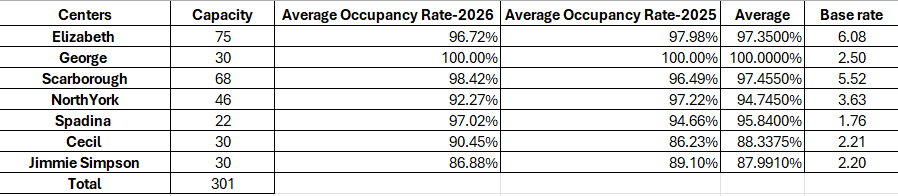 Centers Capacity Average Occupancy Rate-2026 Average Occupancy Rate-2025 Average Base rate
Elizabeth 75 96.72% 97.98% 97.3500% 6.08
George 30 100.00% 100.00% 100.0000% 2.50
Scarborough 68 98.42% 96.49% 97.4550% 5.52
NorthYork 46 92.27% 97.22% 94.7450% 3.63
Spadina 22 97.02% 94.66% 95.8400% 1.76
Cecil 30 90.45% 86.23% 88.3375% 2.21
Jimmie Simpson 30 86.88% 89.10% 87.9910% 2.20
Total 301